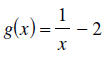 g(x) = 1/x − 2